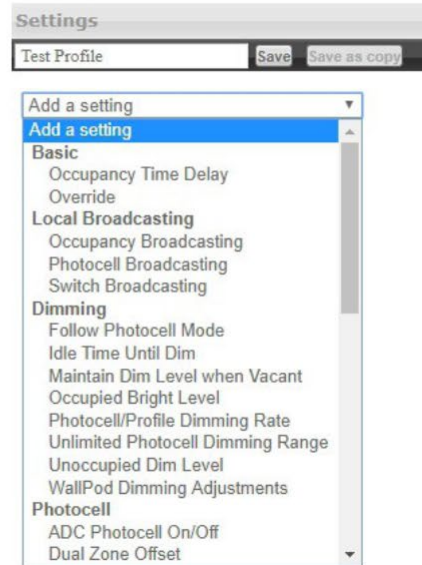 Settings
Test Profile Save Save as copy
Add a setting
Add a setting
Basic
Occupancy Time Delay
Override
Local Broadcasting
Occupancy Broadcasting
Photocell Broadcasting
Switch Broadcasting
Dimming
Follow Photocell Mode
Idle Time Until Dim
Maintain Dim Level when Vacant
Occupied Bright Level
Photocell/Profile Dimming Rate
Unlimited Photocell Dimming Range
Unoccupied Dim Level
WallPod Dimming Adjustments
Photocell
ADC Photocell On/Off
Dual Zone Offset